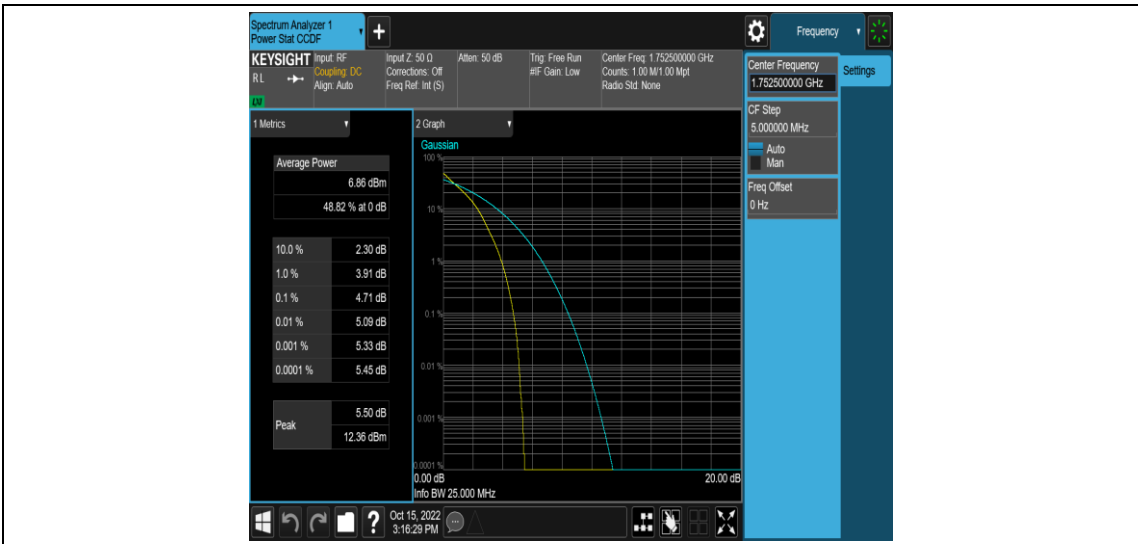 Spectrum Analyzer 1
Power Stat CCDF
+
Frequency
KEYSIGHT
Input: RF
Coupling: DC
Align: Auto
Input Z: 50 Ω
Corrections: Off
Freq Ref: Int (S)
Atten: 50 dB
Trig: Free Run
#IF Gain: Low
Center Freq: 1.752500000 GHz
Counts: 1.00 M/1.00 Mpt
Radio Std: None
R L
LXI
Center Frequency
1.752500000 GHz
Settings
CF Step
5.000000 MHz
Auto
Man
Freq Offset
0 Hz
1 Metrics
2 Graph
Average Power
6.86 dBm
48.82 % at 0 dB
10.0 % 2.30 dB
1.0 % 3.91 dB
0.1 % 4.71 dB
0.01 % 5.09 dB
0.001 % 5.33 dB
0.0001 % 5.45 dB
Peak
5.50 dB
12.36 dBm
Gaussian
100 %
10 %
1 %
0.1 %
0.01 %
0.001 %
0.0001 %
0.00 dB 20.00 dB
Info BW 25.000 MHz
?
Oct 15, 2022
3:16:29 PM